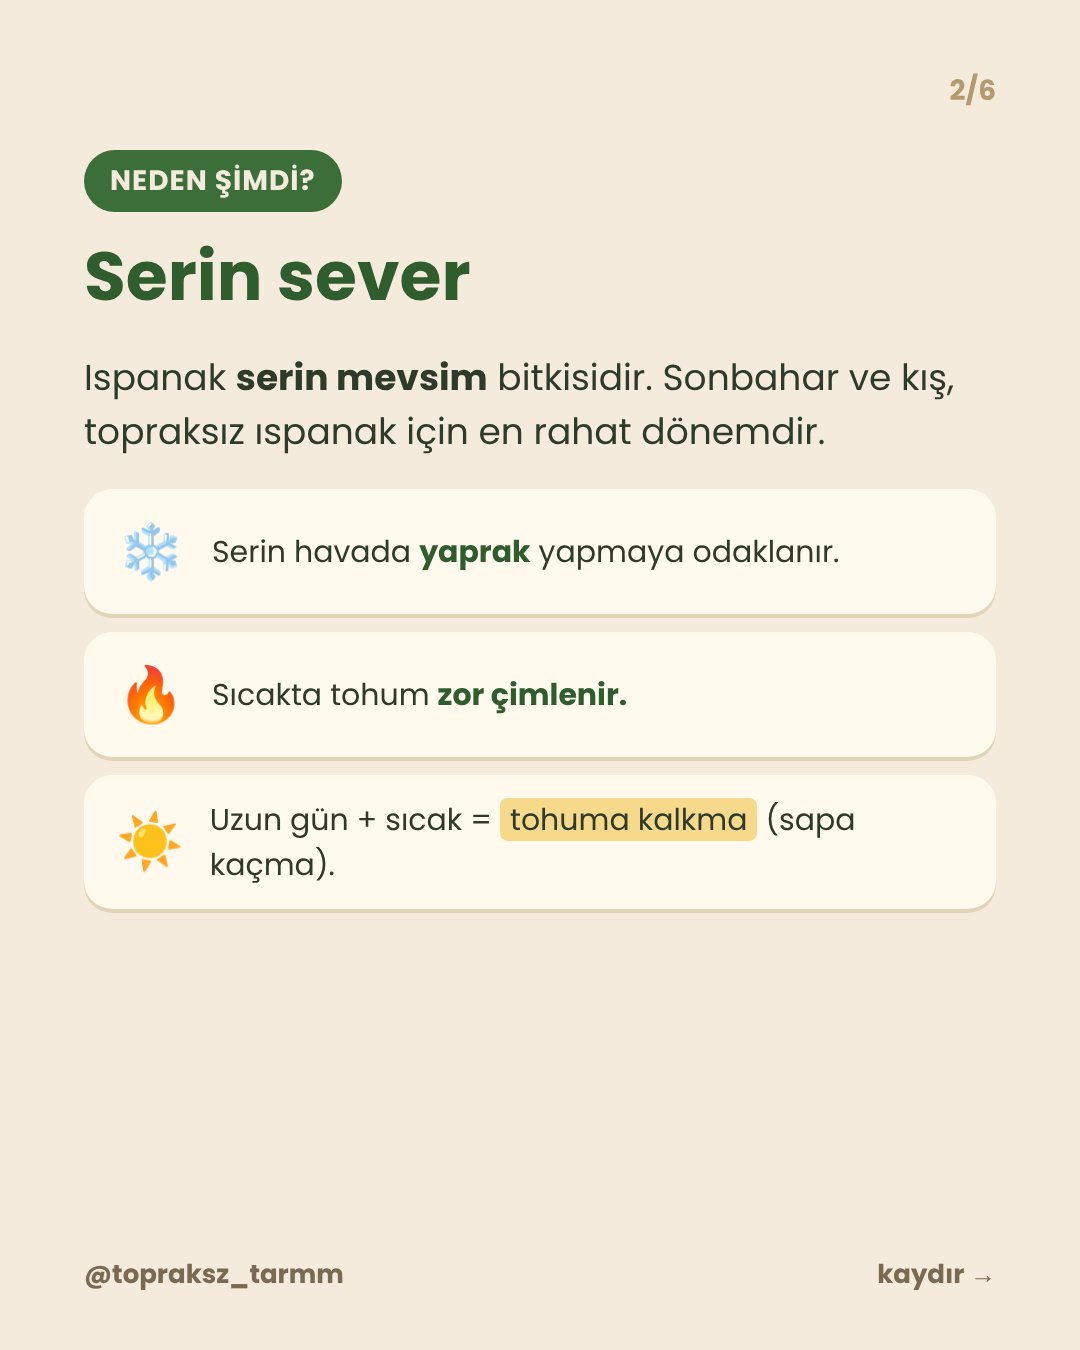 2/6
NEDEN ŞİMDİ?
Serin sever
Ispanak serin mevsim bitkisidir. Sonbahar ve kış,
topraksız ıspanak için en rahat dönemdir.
Serin havada yaprak yapmaya odaklanır.
Sıcakta tohum zor çimlenir.
Uzun gün + sıcak = tohuma kalkma (sapa
kaçma).
@topraksz_tarmm
kaydır →